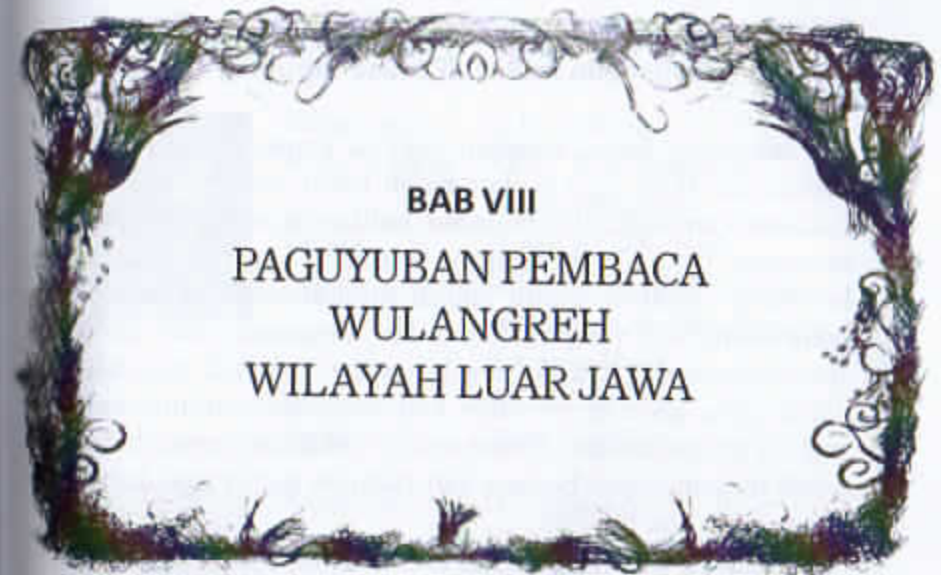 BAB VIII
PAGUYUBAN PEMBACA
WULANGREH
WILAYAH LUAR JAWA